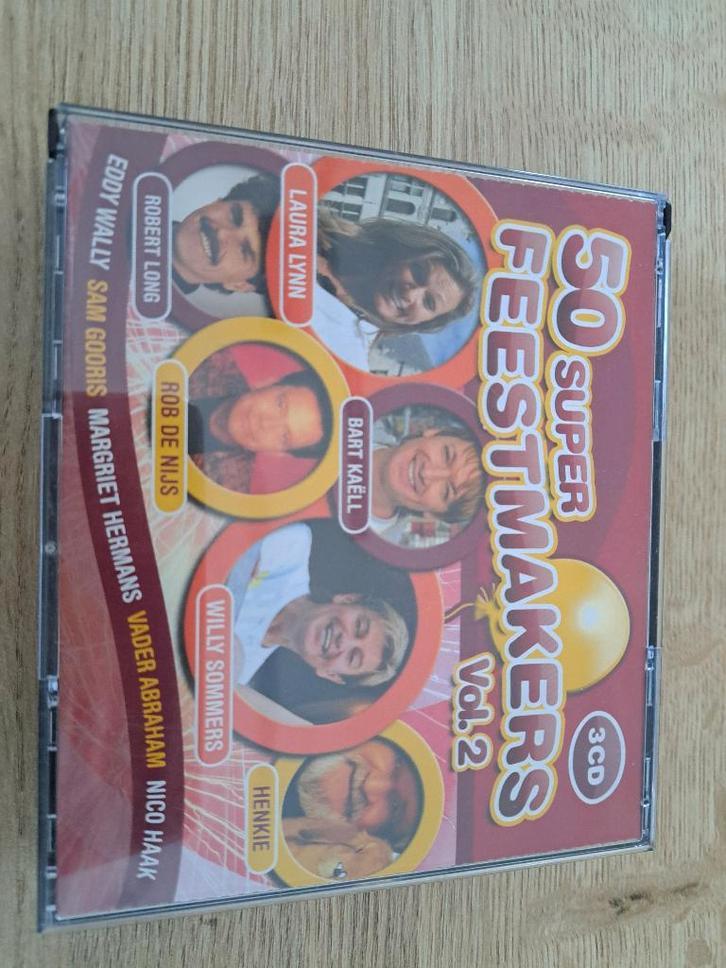 50 SUPER
FEESTMAKERS
Vol. 2
3CD
LAURA LYNN
BART KAËLL
ROBERT LONG
ROB DE NIJS
WILLY SOMMERS
HENKIE
EDDY WALLY SAM GOORIS MARGRIET HERMANS VADER ABRAHAM NICO HAAK